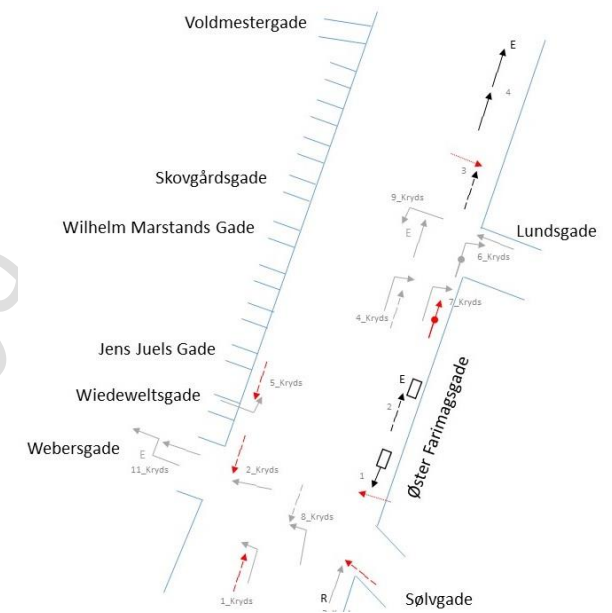 Voldmestergade
E
4
Skovgårdsgade
3
9_Kryds
Wilhelm Marstands Gade
E
Lundsgade
6_Kryds
7_Kryds
4_Kryds
Jens Juels Gade
E
5_Kryds
Wiedeweltsgade
2
Øster Farimagsgade
Webersgade
E
11_Kryds
2_Kryds
1
8_Kryds
1_Kryds
R
Sølvgade